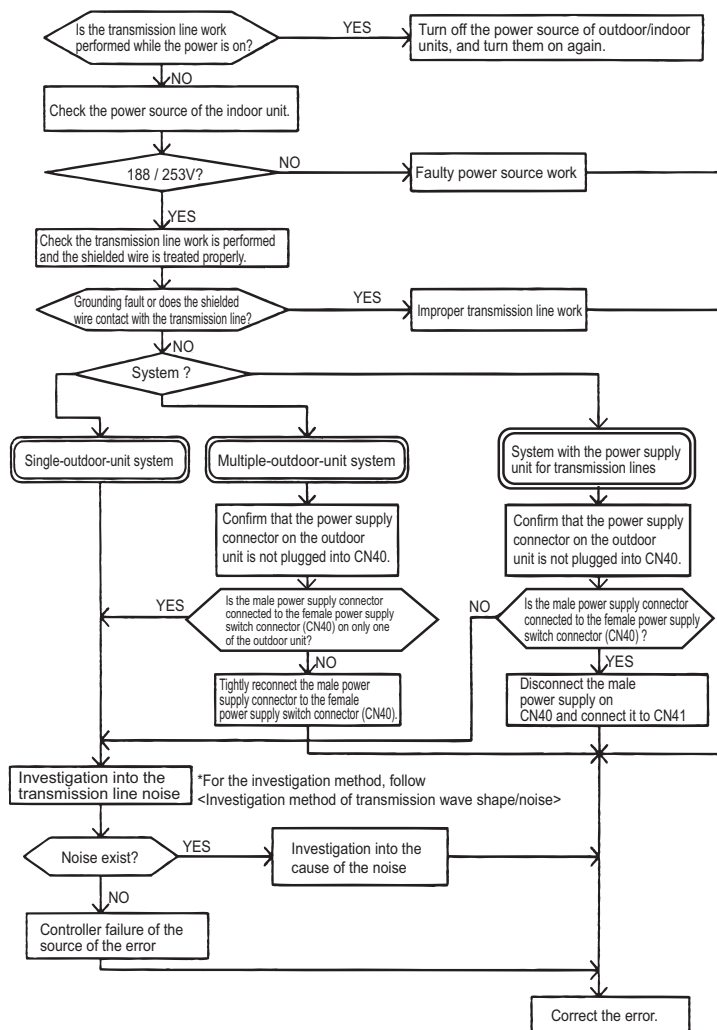 Is the transmission line work
performed while the power is on?
YES
Turn off the power source of outdoor/indoor
units, and turn them on again.
NO
Check the power source of the indoor unit.
188 / 253V?
NO
Faulty power source work
YES
Check the transmission line work is performed
and the shielded wire is treated properly.
Grounding fault or does the shielded
wire contact with the transmission line?
YES
Improper transmission line work
NO
System ?
Single-outdoor-unit system
Multiple-outdoor-unit system
System with the power supply
unit for transmission lines
Confirm that the power supply
connector on the outdoor
unit is not plugged into CN40.
Confirm that the power supply
connector on the outdoor
unit is not plugged into CN40.
YES
Is the male power supply connector
connected to the female power supply
switch connector (CN40) on only one
of the outdoor unit?
NO
Is the male power supply connector
connected to the female power supply
switch connector (CN40) ?
NO
YES
Tightly reconnect the male power
supply connector to the female
power supply switch connector (CN40).
Disconnect the male
power supply on
CN40 and connect it to CN41
Investigation into the
transmission line noise
*For the investigation method, follow
<Investigation method of transmission wave shape/noise>
Noise exist?
YES
Investigation into the
cause of the noise
NO
Controller failure of the
source of the error
Correct the error.